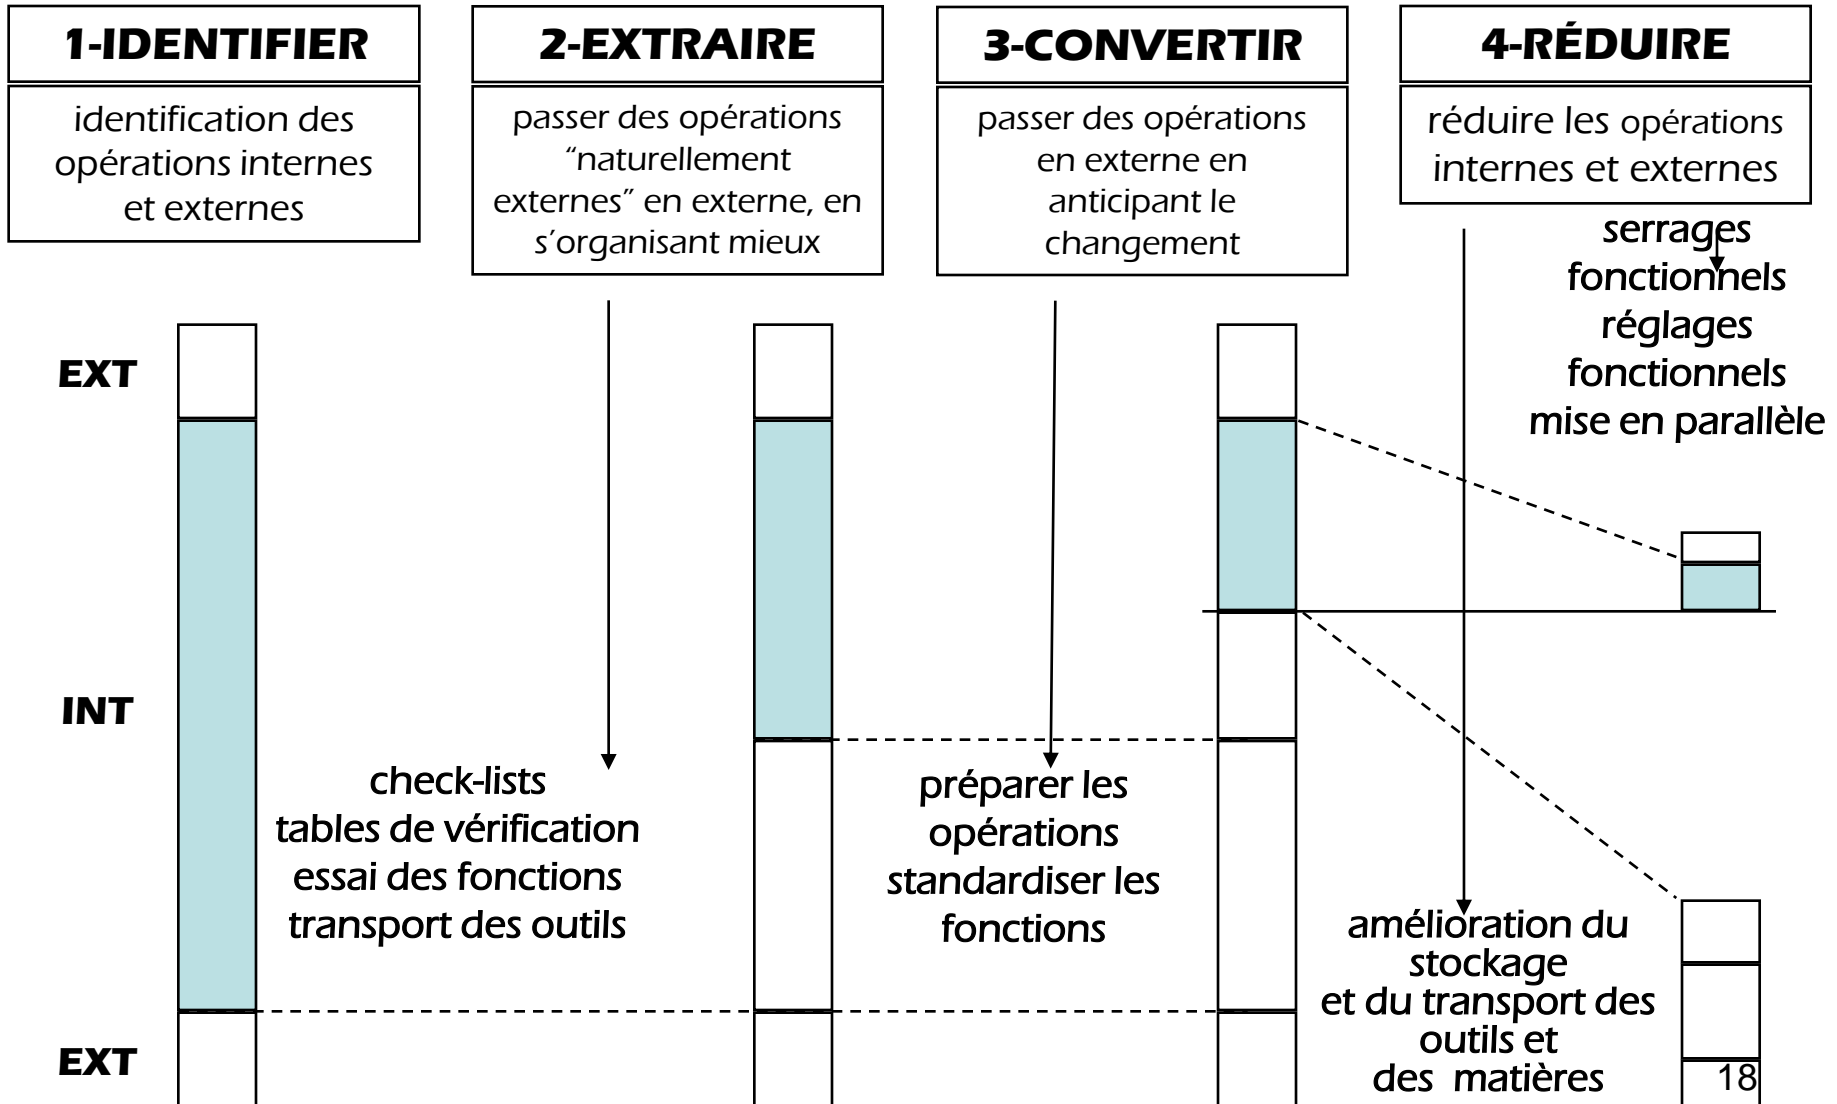 1-IDENTIFIER
identification des
opérations internes
et externes
2-EXTRAIRE
passer des opérations
“naturellement
externes” en externe, en
s’organisant mieux
3-CONVERTIR
passer des opérations
en externe en
anticipant le
changement
4-RÉDUIRE
réduire les opérations
internes et externes
serrages
fonctionnels
réglages
fonctionnels
mise en parallèle
EXT
INT
EXT
check-lists
tables de vérification
essai des fonctions
transport des outils
préparer les
opérations
standardiser les
fonctions
amélioration du
stockage
et du transport des
outils et
des matières
18